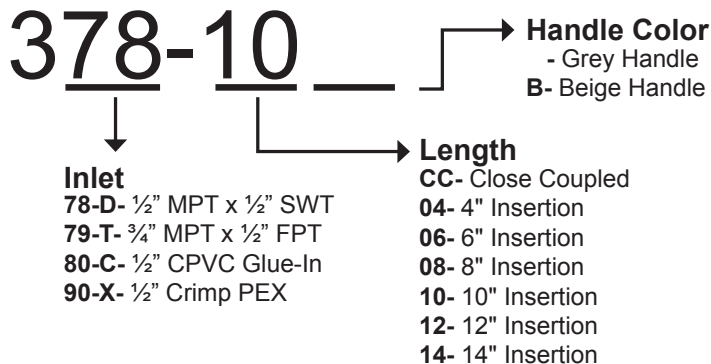 378-10
Handle Color
- Grey Handle
B- Beige Handle
Inlet
78-D- ½” MPT x ½” SWT
79-T- ¾” MPT x ½” FPT
80-C- ½” CPVC Glue-In
90-X- ½” Crimp PEX
Length
CC- Close Coupled
04- 4" Insertion
06- 6" Insertion
08- 8" Insertion
10- 10" Insertion
12- 12" Insertion
14- 14" Insertion